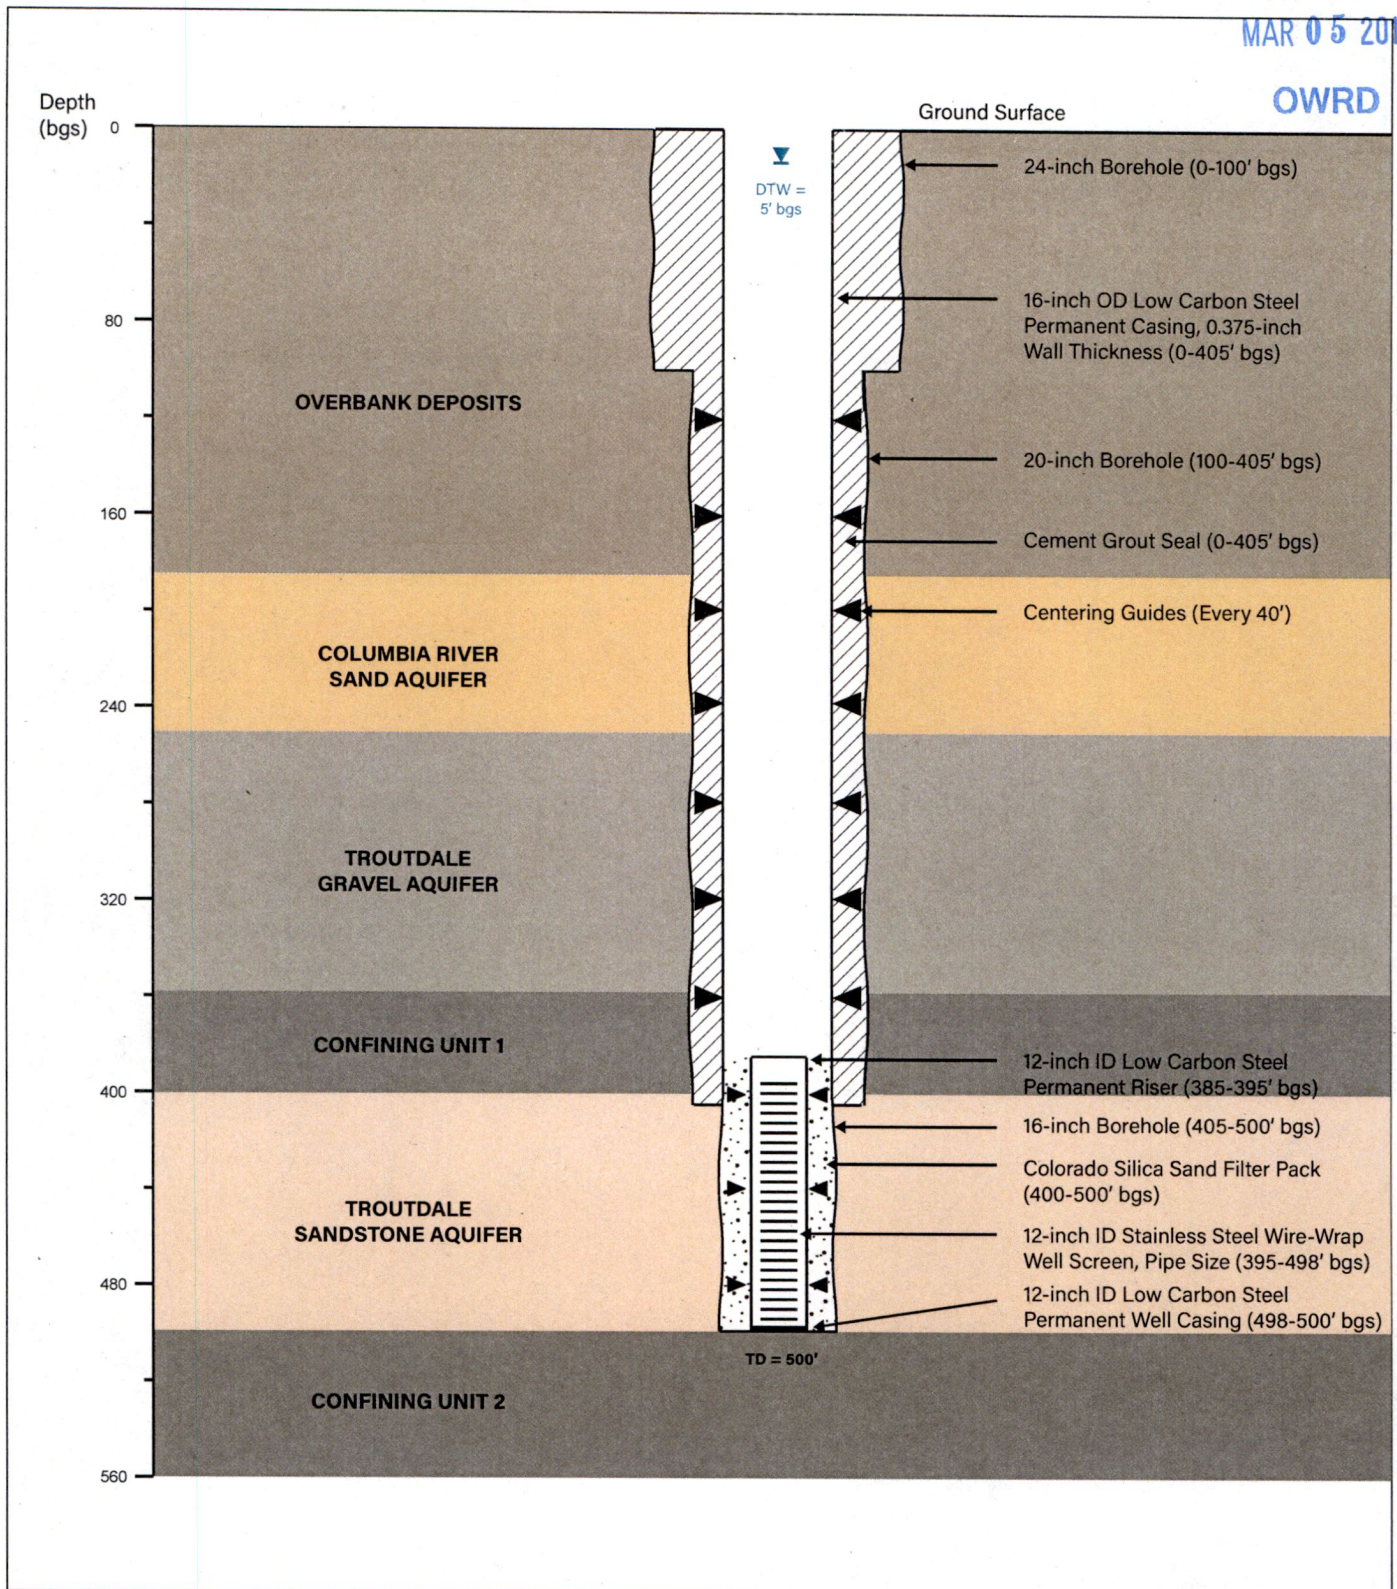 MAR 05 201
OWRD
Depth
(bgs)
Ground Surface
0
80
160
240
320
400
480
560
DTW =
5' bgs
24-inch Borehole (0-100' bgs)
16-inch OD Low Carbon Steel
Permanent Casing, 0.375-inch
Wall Thickness (0-405' bgs)
OVERBANK DEPOSITS
20-inch Borehole (100-405' bgs)
Cement Grout Seal (0-405' bgs)
Centering Guides (Every 40')
COLUMBIA RIVER
SAND AQUIFER
TROUTDALE
GRAVEL AQUIFER
CONFINING UNIT 1
12-inch ID Low Carbon Steel
Permanent Riser (385-395' bgs)
16-inch Borehole (405-500' bgs)
Colorado Silica Sand Filter Pack
(400-500' bgs)
TROUTDALE
SANDSTONE AQUIFER
12-inch ID Stainless Steel Wire-Wrap
Well Screen, Pipe Size (395-498' bgs)
12-inch ID Low Carbon Steel
Permanent Well Casing (498-500' bgs)
TD = 500'
CONFINING UNIT 2